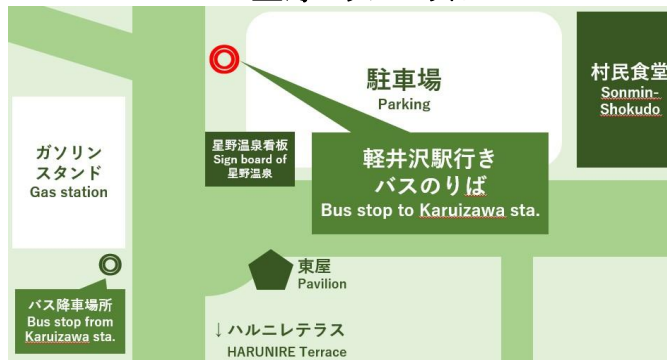 駐車場
Parking
村民食堂
Sonmin-
Shokudo
ガソリン
スタンド
Gas station
星野温泉看板
Sign board of
星野温泉
軽井沢駅行き
バスのりば
Bus stop to Karuizawa sta.
東屋
Pavilion
バス降車場所
Bus stop from
Karuizawa sta.
↓ハルニレテラス
HARUNIRE Terrace